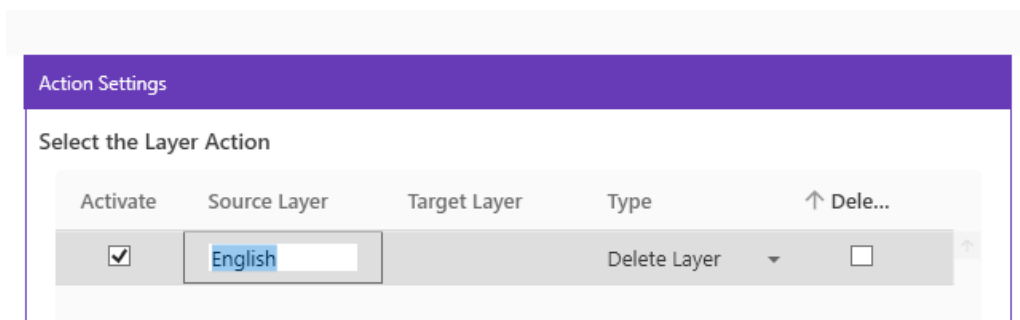 Action Settings
Select the Layer Action
Activate Source Layer Target Layer Type ↑ Dele...
English Delete Layer